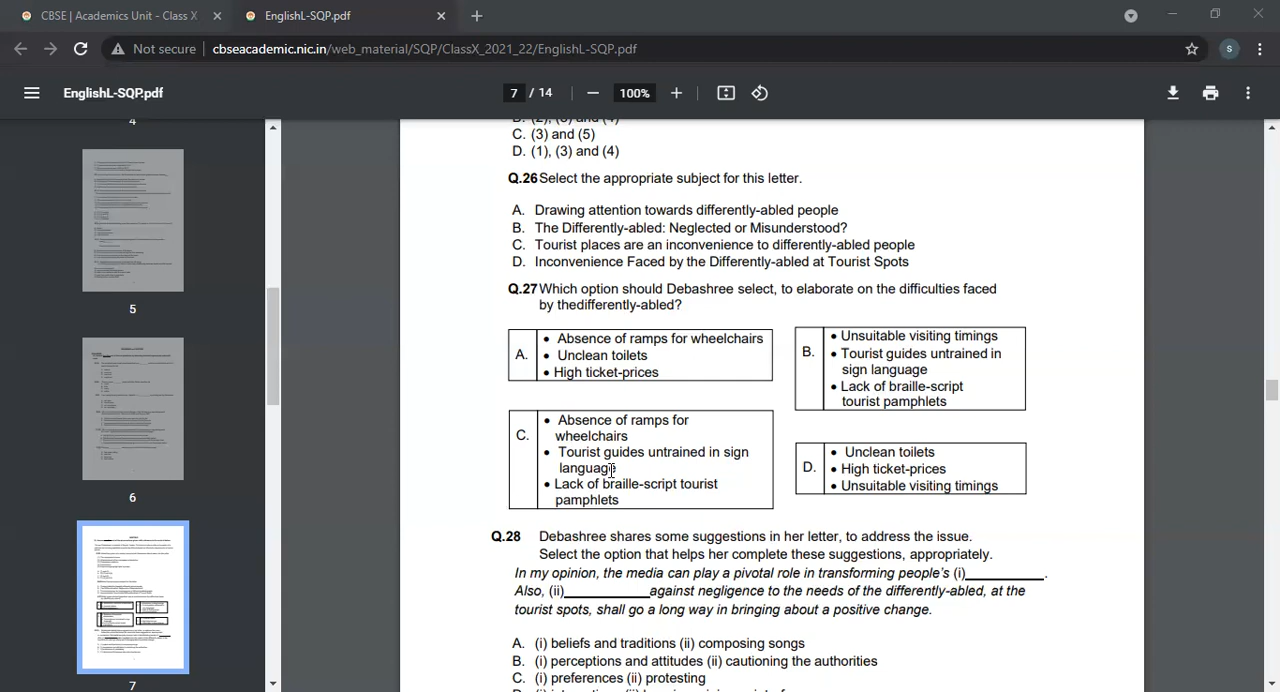 CBSE | Academics Unit - Class X
EnglishL-SQP.pdf
Not secure
cbseacademic.nic.in/web_material/SQP/ClassX_2021_22/EnglishL-SQP.pdf
S
EnglishL-SQP.pdf
7 / 14
100%
4
5
6
7
C. (3) and (5)
D. (1), (3) and (4)
Q.26 Select the appropriate subject for this letter.
A. Drawing attention towards differently-abled people
B. The Differently-abled: Neglected or Misunderstood?
C. Tourist places are an inconvenience to differently-abled people
D. Inconvenience Faced by the Differently-abled at Tourist Spots
Q.27 Which option should Debashree select, to elaborate on the difficulties faced
by thedifferently-abled?
A.
• Absence of ramps for wheelchairs
• Unclean toilets
• High ticket-prices
B.
• Unsuitable visiting timings
• Tourist guides untrained in
sign language
• Lack of braille-script
tourist pamphlets
C.
• Absence of ramps for
wheelchairs
• Tourist guides untrained in sign
language
• Lack of braille-script tourist
pamphlets
D.
• Unclean toilets
• High ticket-prices
• Unsuitable visiting timings
Q.28 Debashree shares some suggestions in her letter, to address the issue.
Select the option that helps her complete these suggestions, appropriately.
In my opinion, the media can play a pivotal role in transforming people's (i)___________.
Also, (ii)____________against negligence to the needs of the differently-abled, at the
tourist spots, shall go a long way in bringing about a positive change.
A. (i) beliefs and traditions (ii) composing songs
B. (i) perceptions and attitudes (ii) cautioning the authorities
C. (i) preferences (ii) protesting